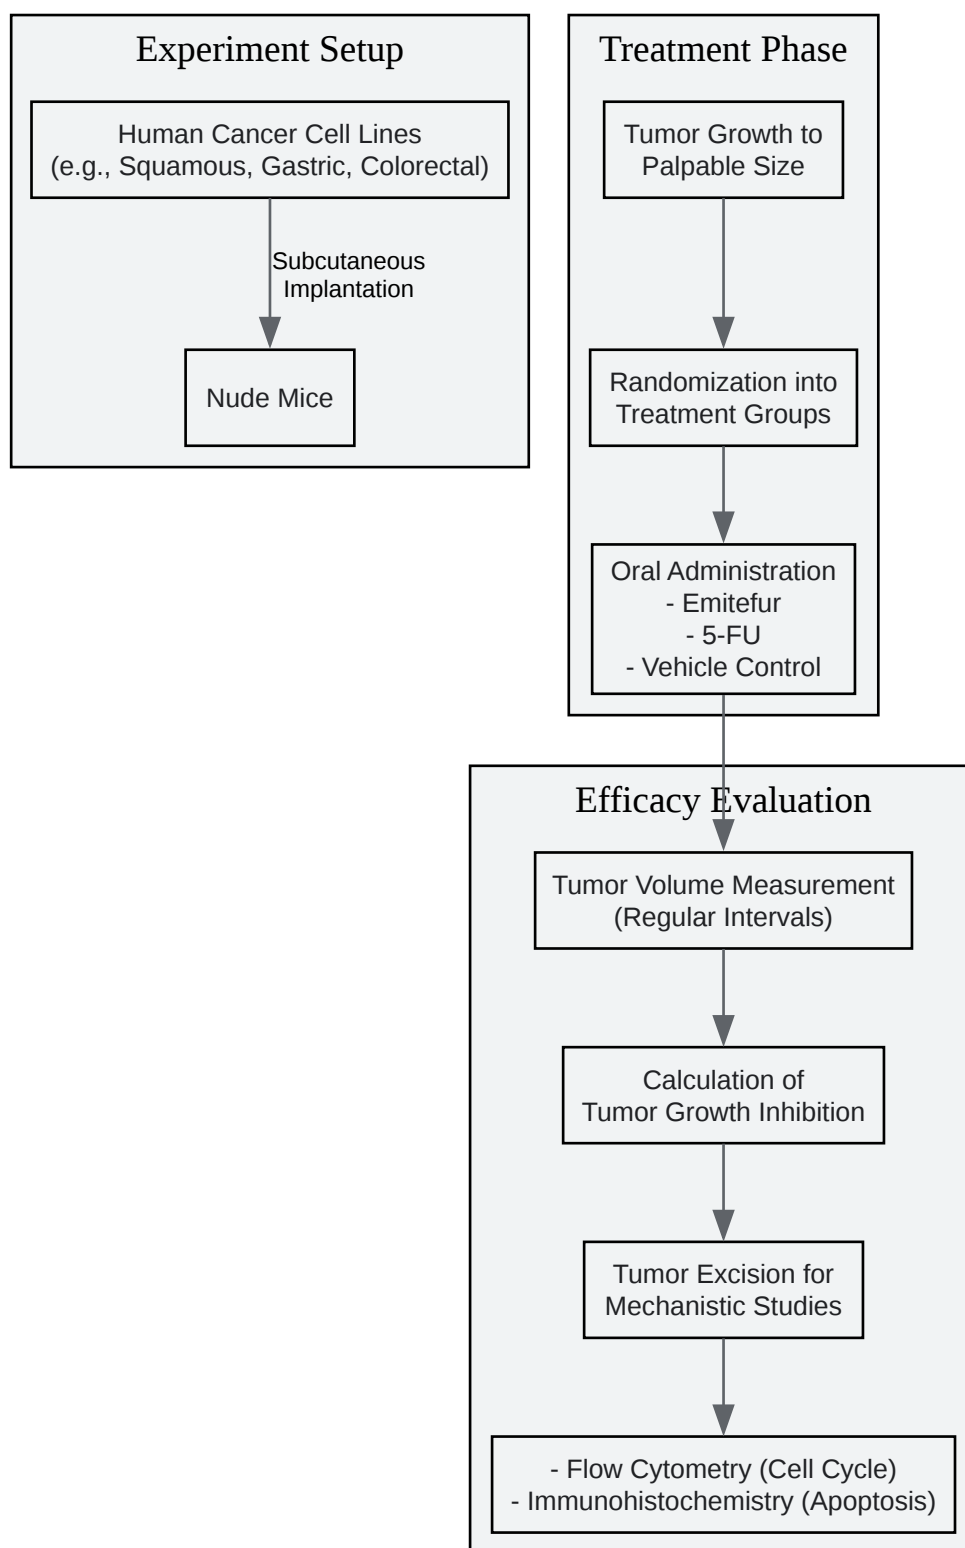 Experiment Setup
Human Cancer Cell Lines
(e.g., Squamous, Gastric, Colorectal)
Subcutaneous
Implantation
Nude Mice
Treatment Phase
Tumor Growth to
Palpable Size
Randomization into
Treatment Groups
Oral Administration
- Emitefur
- 5-FU
- Vehicle Control
Efficacy Evaluation
Tumor Volume Measurement
(Regular Intervals)
Calculation of
Tumor Growth Inhibition
Tumor Excision for
Mechanistic Studies
- Flow Cytometry (Cell Cycle)
- Immunohistochemistry (Apoptosis)